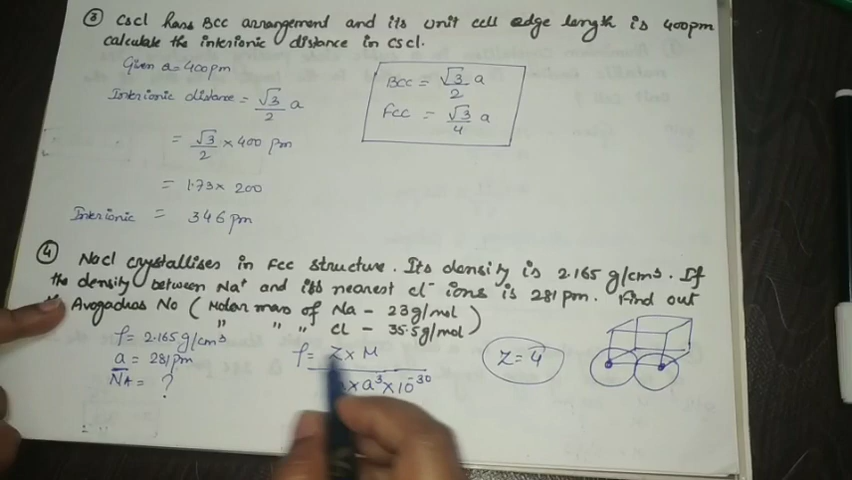 ③ CsCl has BCC arrangement and its unit cell edge length is 400pm
calculate the interionic distance in CsCl.
Given a = 400pm
Interionic distance = √3/2 a
= √3/2 × 400 pm
= 1.73 × 200
Interionic = 346 pm
BCC = √3/2 a
FCC = √3/4 a
④ NaCl crystallises in FCC structure. Its density is 2.165 g/cm³. If
the density between Na⁺ and its nearest Cl⁻ ions is 281 pm. Find out
Avogadros No (Molar mass of Na - 23g/mol
" " " Cl - 35.5g/mol)
ρ = 2.165 g/cm³
a = 281 pm
NA = ?
ρ = Z × M
× a³ × 10⁻³⁰
Z = 4